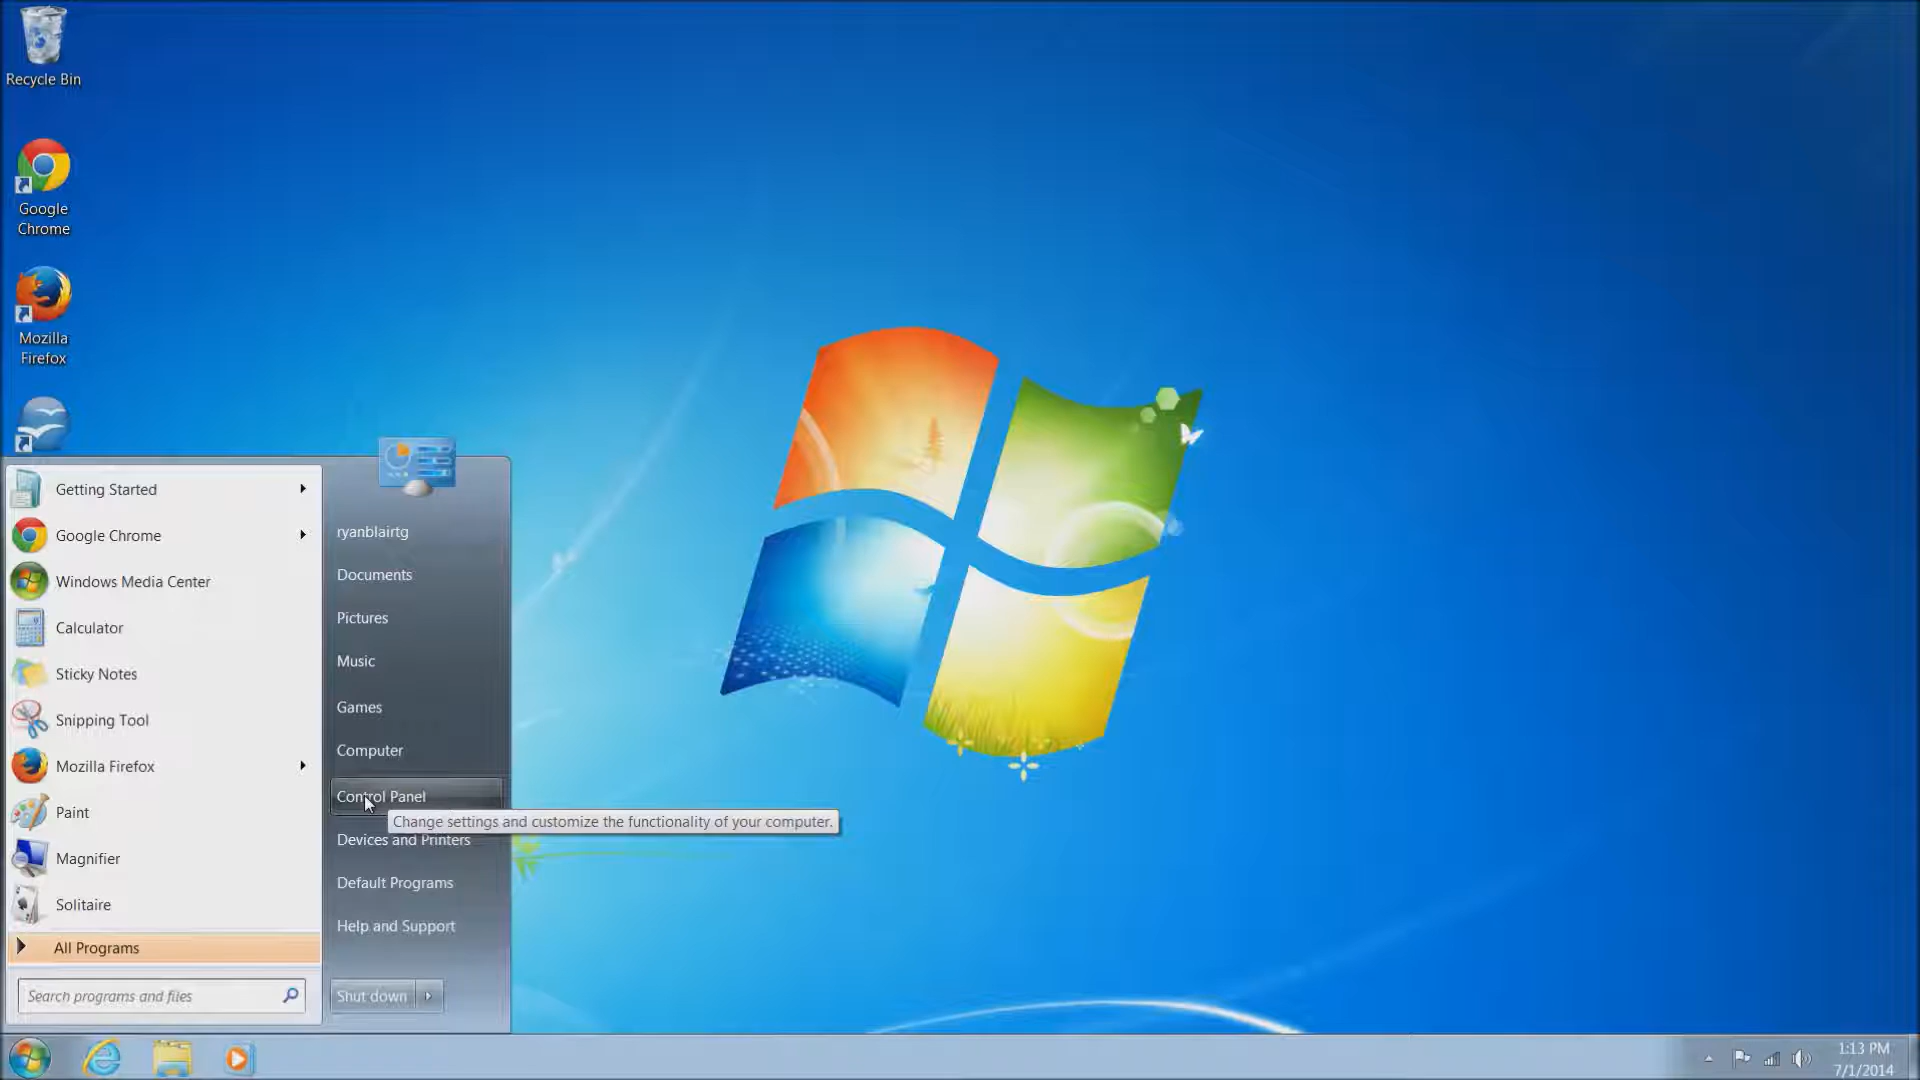 Recycle Bin
Google
Chrome
Mozilla
Firefox
Getting Started
Google Chrome
Windows Media Center
Calculator
Sticky Notes
Snipping Tool
Mozilla Firefox
Paint
Magnifier
Solitaire
All Programs
Search programs and files
ryanblairtg
Documents
Pictures
Music
Games
Computer
Control Panel
Change settings and customize the functionality of your computer.
Devices and Printers
Default Programs
Help and Support
Shut down
1:13 PM
7/1/2014